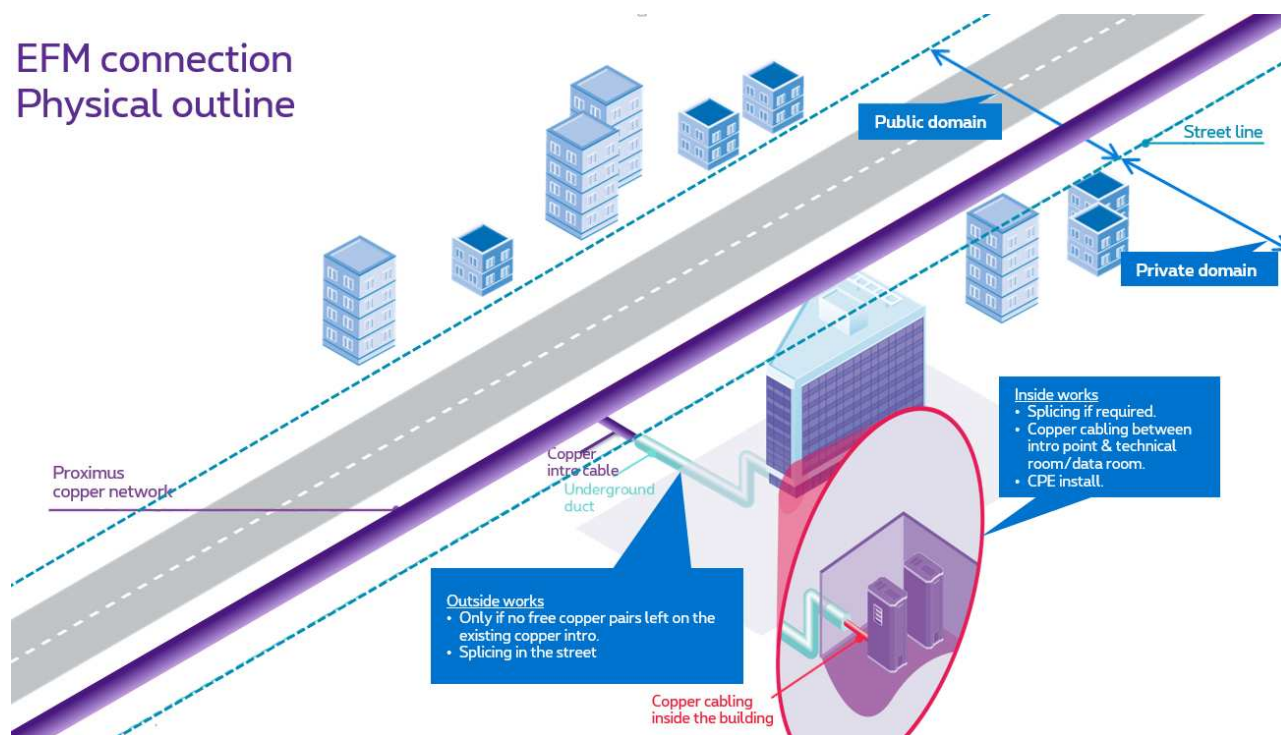 EFM connection
Physical outline
Public domain
Street line
Private domain
Proximus
copper network
Copper
intro cable
Underground
duct
Inside works
• Splicing if required.
• Copper cabling between
intro point & technical
room/data room.
• CPE install.
Outside works
• Only if no free copper pairs left on the
existing copper intro.
• Splicing in the street
Copper cabling
inside the building